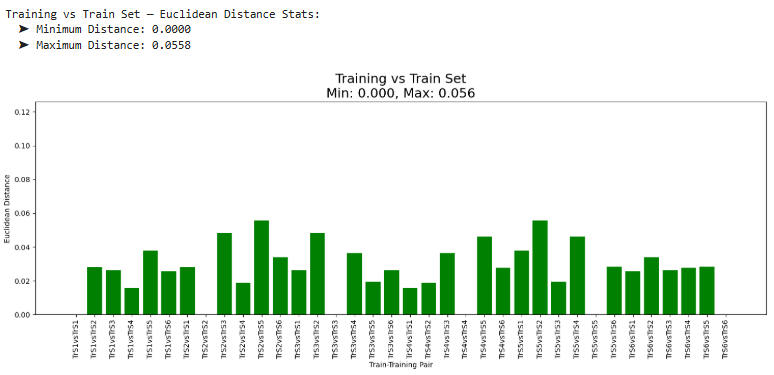 Training vs Train Set — Euclidean Distance Stats:
➤ Minimum Distance: 0.0000
➤ Maximum Distance: 0.0558
Training vs Train Set
Min: 0.000, Max: 0.056
0.12
0.10
0.08
0.06
0.04
0.02
0.00
Euclidean Distance
TrS1vsTrS1
TrS1vsTrS2
TrS1vsTrS3
TrS1vsTrS4
TrS1vsTrS5
TrS1vsTrS6
TrS2vsTrS1
TrS2vsTrS2
TrS2vsTrS3
TrS2vsTrS4
TrS2vsTrS5
TrS2vsTrS6
TrS3vsTrS1
TrS3vsTrS2
TrS3vsTrS3
TrS3vsTrS4
TrS3vsTrS5
TrS3vsTrS6
TrS4vsTrS1
TrS4vsTrS2
TrS4vsTrS3
TrS4vsTrS4
TrS4vsTrS5
TrS4vsTrS6
TrS5vsTrS1
TrS5vsTrS2
TrS5vsTrS3
TrS5vsTrS4
TrS5vsTrS5
TrS5vsTrS6
TrS6vsTrS1
TrS6vsTrS2
TrS6vsTrS3
TrS6vsTrS4
TrS6vsTrS5
TrS6vsTrS6
Train-Training Pair